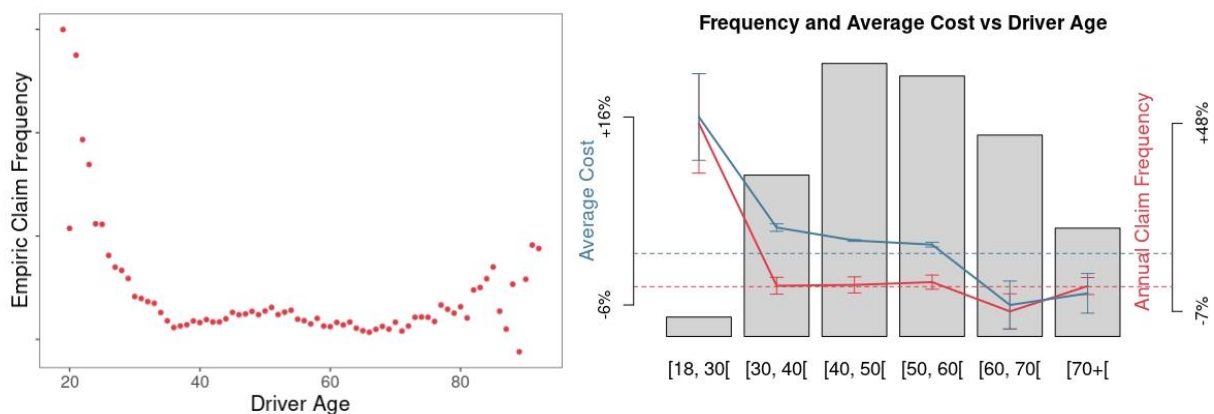 Empiric Claim Frequency
20
40
60
80
Driver Age
Frequency and Average Cost vs Driver Age
Average Cost
+16%
-6%
Annual Claim Frequency
+48%
-7%
[18, 30[
[30, 40[
[40, 50[
[50, 60[
[60, 70[
[70+[